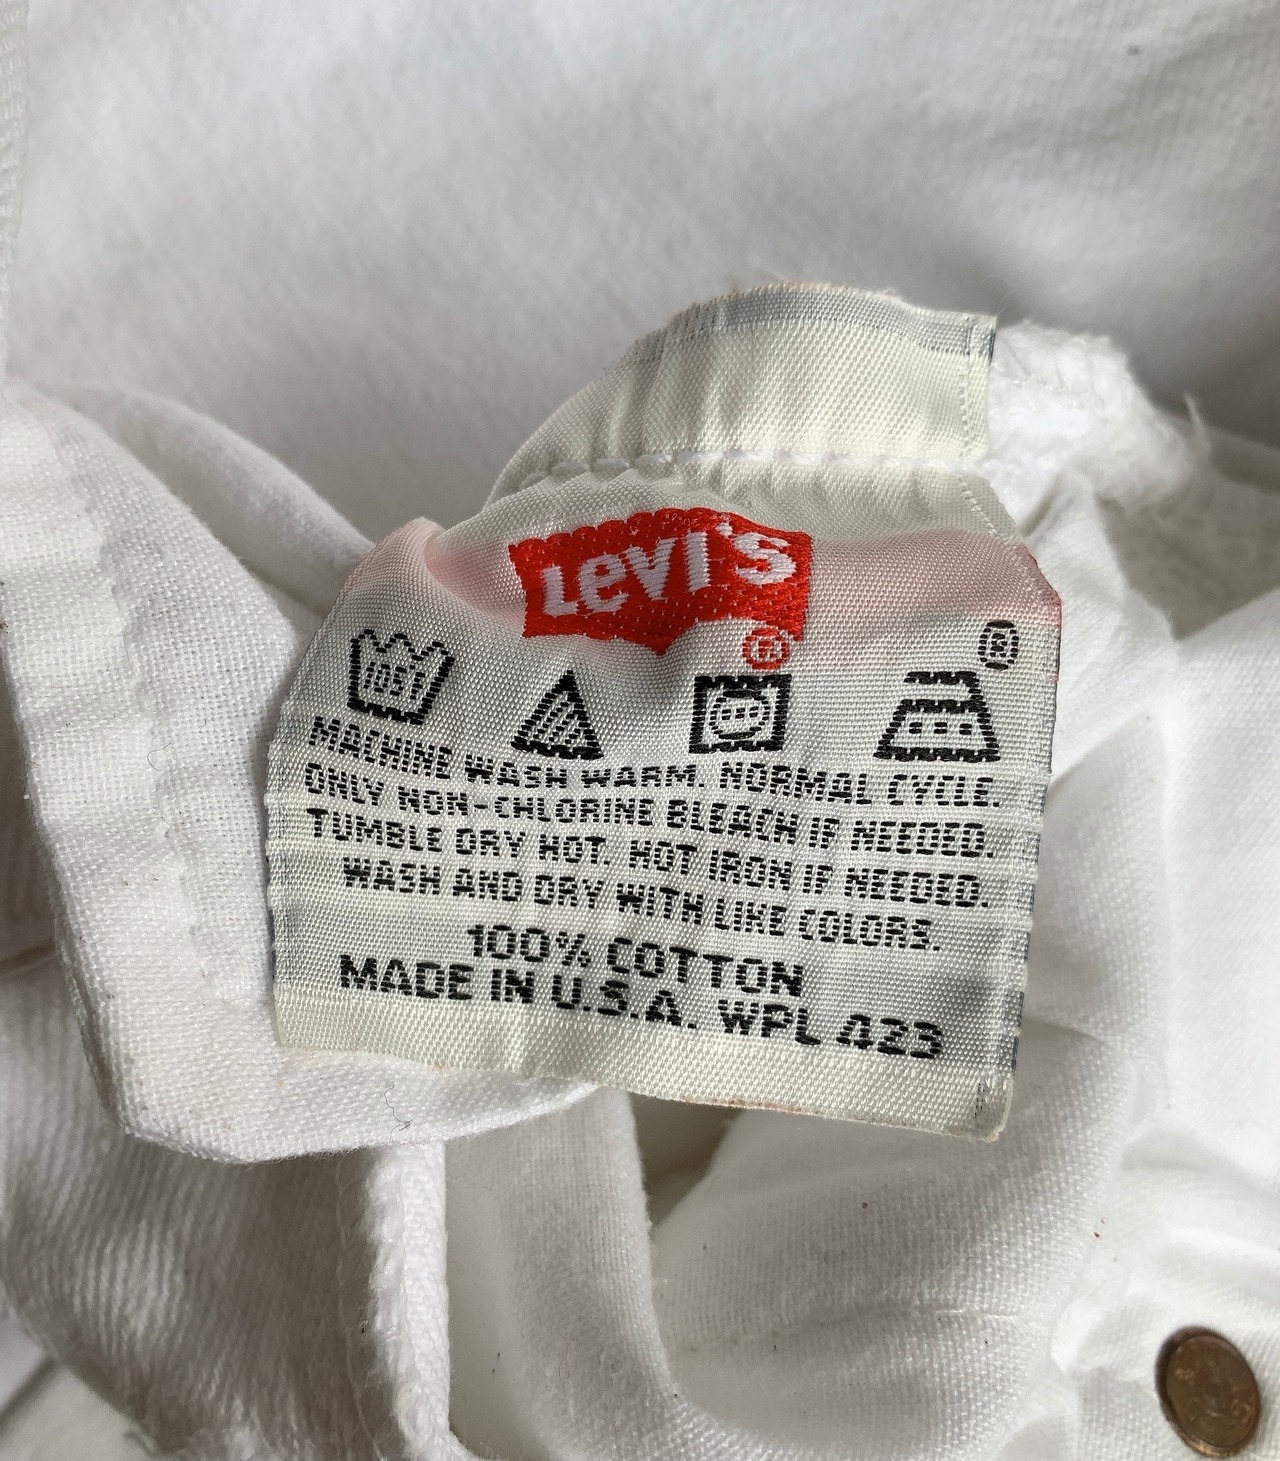 LEVI'S
®
®
105F
MACHINE WASH WARM. NORMAL CYCLE.
ONLY NON-CHLORINE BLEACH IF NEEDED.
TUMBLE DRY HOT. HOT IRON IF NEEDED.
WASH AND DRY WITH LIKE COLORS.
100% COTTON
MADE IN U.S.A. WPL 423